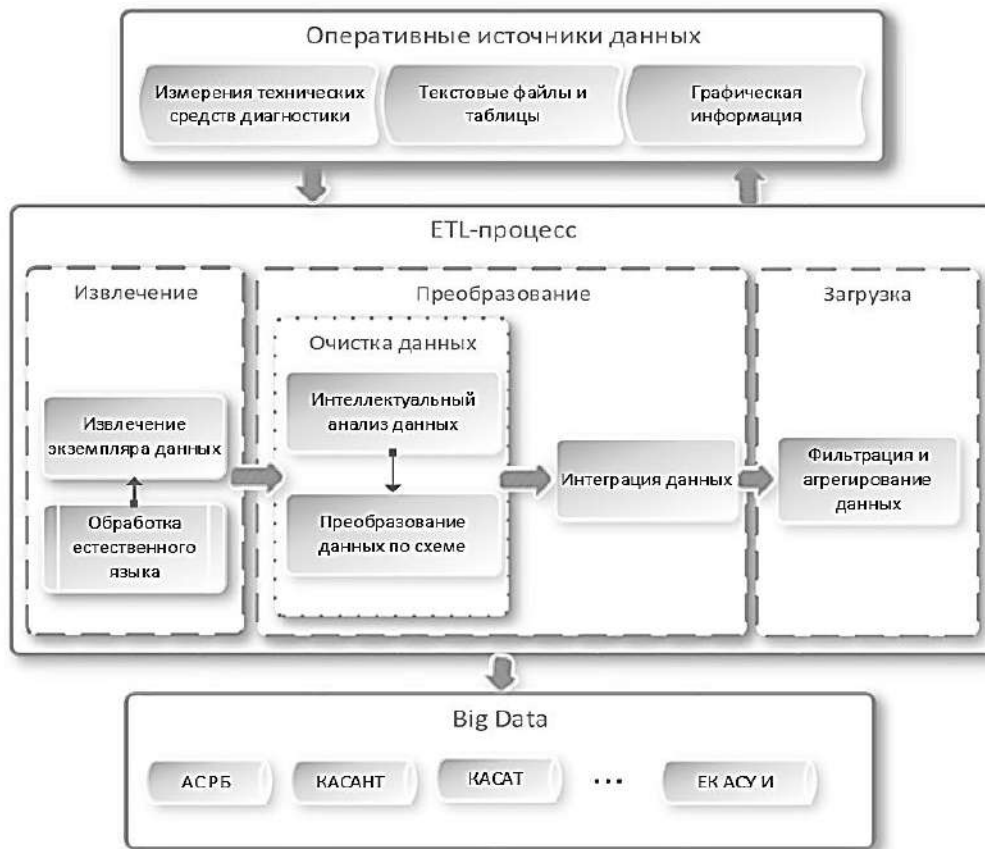 Оперативные источники данных
Измерения технических
средств диагностики
Текстовые файлы и
таблицы
Графическая
информация
ETL-процесс
Извлечение
Извлечение
экземпляра данных
Обработка
естественного
языка
Преобразование
Очистка данных
Интеллектуальный
анализ данных
Преобразование
данных по схеме
Интеграция данных
Загрузка
Фильтрация и
агрегирование
данных
Big Data
АС РБ
КАСАНТ
КАСАТ
...
ЕК АСУ И